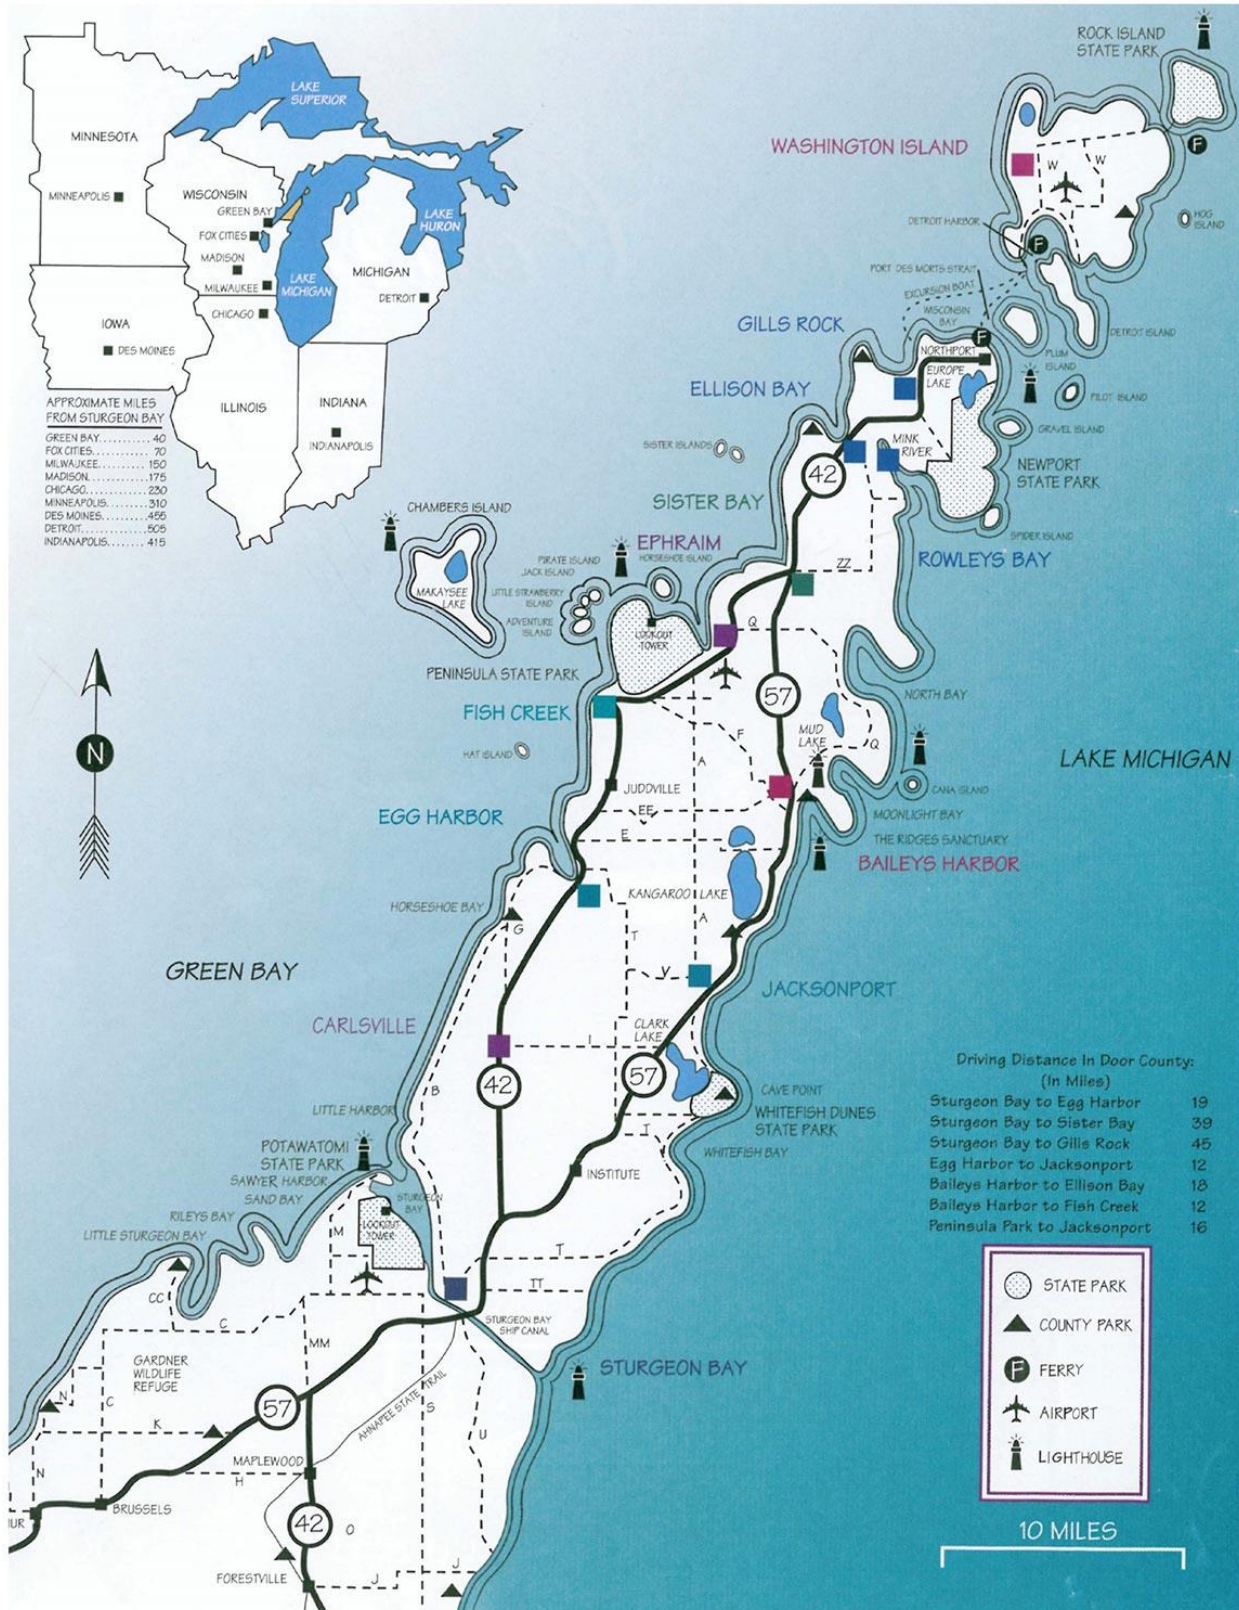 ROCK ISLAND
STATE PARK
LAKE
SUPERIOR
MINNESOTA
MINNEAPOLIS
WISCONSIN
GREEN BAY
FOX CITIES
MADISON
MILWAUKEE
CHICAGO
LAKE
HURON
LAKE
MICHIGAN
MICHIGAN
DETROIT
IOWA
DES MOINES
ILLINOIS
INDIANA
INDIANAPOLIS
APPROXIMATE MILES
FROM STURGEON BAY
GREEN BAY.......... 40
FOX CITIES.......... 70
MILWAUKEE........ 150
MADISON............. 175
CHICAGO.............. 230
MINNEAPOLIS...... 310
DES MOINES........ 455
DETROIT............... 505
INDIANAPOLIS....... 415
WASHINGTON ISLAND
W
W
F
HOG
ISLAND
DETROIT HARBOR
F
PORT DES MORTS STRAIT
EXCURSION BOAT
WISCONSIN
BAY
GILLS ROCK
F
NORTHPORT
DETROIT ISLAND
PLUM
ISLAND
EUROPE
LAKE
PILOT ISLAND
ELLISON BAY
GRAVEL ISLAND
MINK
RIVER
SISTER ISLANDS
42
NEWPORT
STATE PARK
SISTER BAY
SPIDER ISLAND
CHAMBERS ISLAND
EPHRAIM
HORSESHOE ISLAND
PIRATE ISLAND
JACK ISLAND
ROWLEYS BAY
ZZ
MAKAYSEE
LAKE
LITTLE STRAWBERRY
ISLAND
ADVENTURE
ISLAND
LOOKOUT
TOWER
Q
PENINSULA STATE PARK
57
NORTH BAY
FISH CREEK
F
MUD
LAKE
Q
N
HAT ISLAND
A
LAKE MICHIGAN
JUDDVILLE
CANA ISLAND
EE
EGG HARBOR
E
MOONLIGHT BAY
THE RIDGES SANCTUARY
BAILEYS HARBOR
KANGAROO LAKE
HORSESHOE BAY
G
T
A
GREEN BAY
V
JACKSONPORT
CARLSVILLE
CLARK
LAKE
I
42
57
B
CAVE POINT
LITTLE HARBOR
WHITEFISH DUNES
STATE PARK
T
WHITEFISH BAY
POTAWATOMI
STATE PARK
SAWYER HARBOR
SAND BAY
INSTITUTE
STURGEON
BAY
RILEYS BAY
LITTLE STURGEON BAY
M
LOOKOUT
TOWER
T
TT
CC
C
STURGEON BAY
SHIP CANAL
MM
GARDNER
WILDLIFE
REFUGE
STURGEON BAY
AHNAPEE STATE TRAIL
N
C
57
S
K
U
MAPLEWOOD
N
H
BRUSSELS
UR
42
O
FORESTVILLE
J
J
Driving Distance In Door County:
(In Miles)
Sturgeon Bay to Egg Harbor 19
Sturgeon Bay to Sister Bay 39
Sturgeon Bay to Gills Rock 45
Egg Harbor to Jacksonport 12
Baileys Harbor to Ellison Bay 18
Baileys Harbor to Fish Creek 12
Peninsula Park to Jacksonport 16
STATE PARK
COUNTY PARK
F FERRY
AIRPORT
LIGHTHOUSE
10 MILES